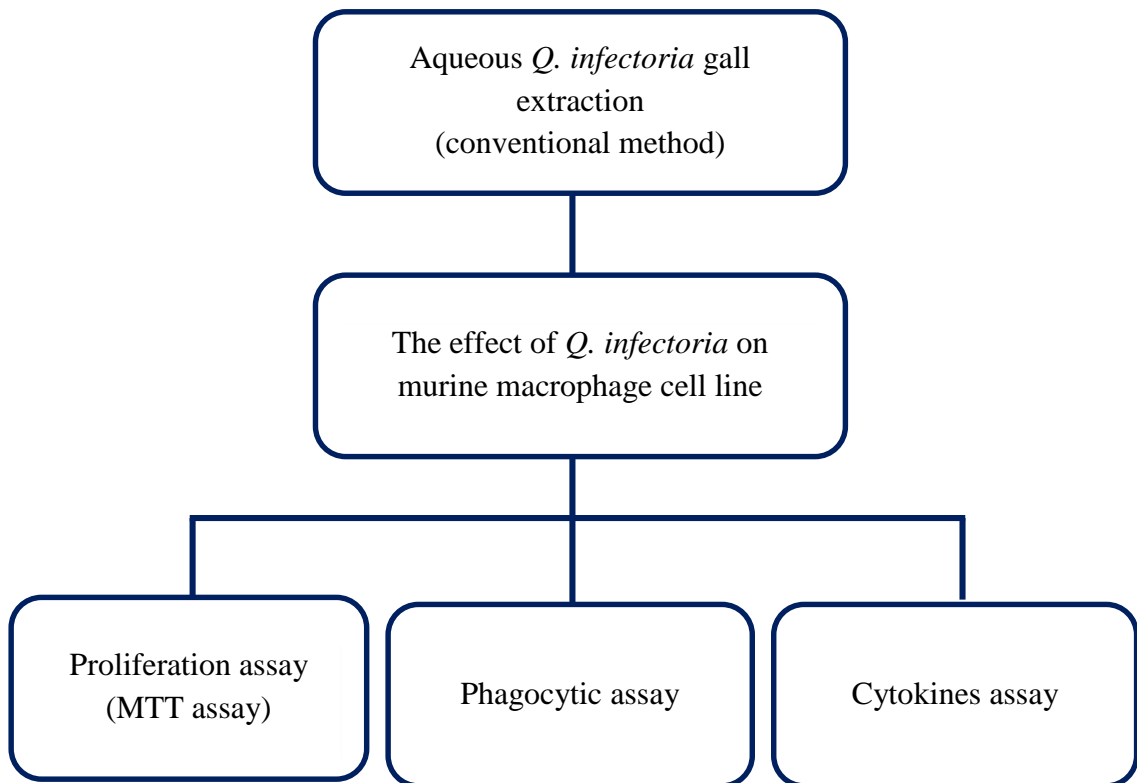 Aqueous Q. infectoria gall
extraction
(conventional method)
The effect of Q. infectoria on
murine macrophage cell line
Proliferation assay
(MTT assay)
Phagocytic assay
Cytokines assay